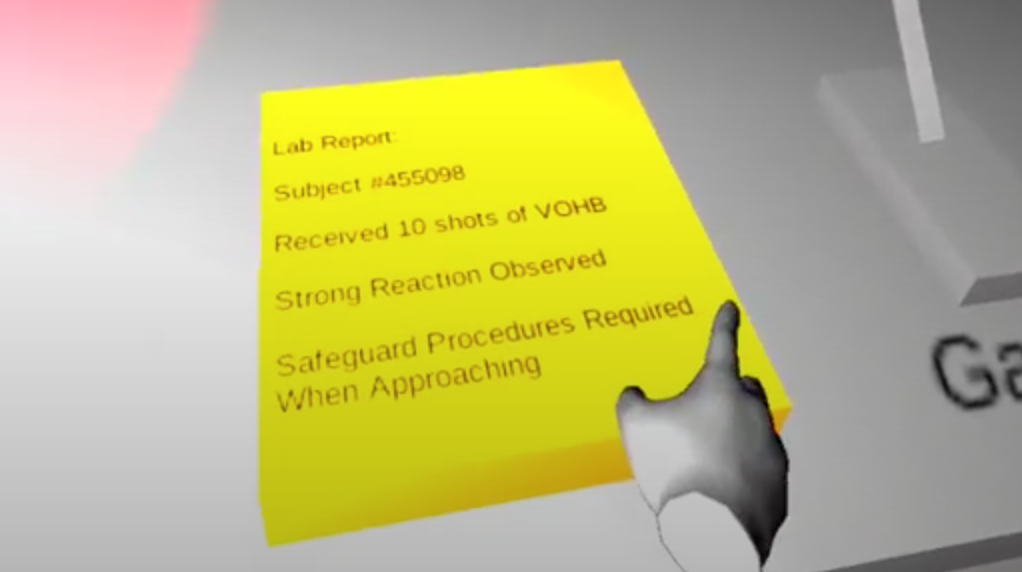 Lab Report:
Subject #455098
Received 10 shots of VOHB
Strong Reaction Observed
Safeguard Procedures Required
When Approaching
Ga